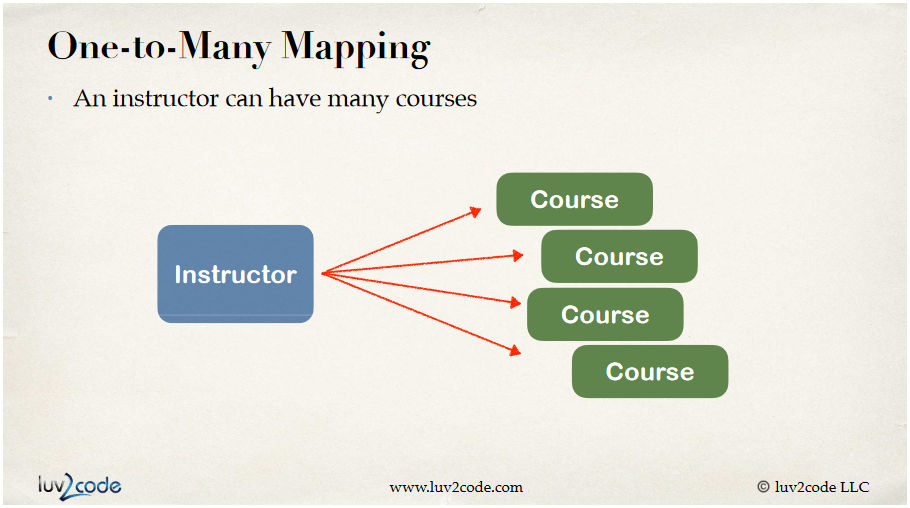 One-to-Many Mapping
• An instructor can have many courses
Course
Course
Instructor
Course
Course
luv2code
www.luv2code.com
© luv2code LLC